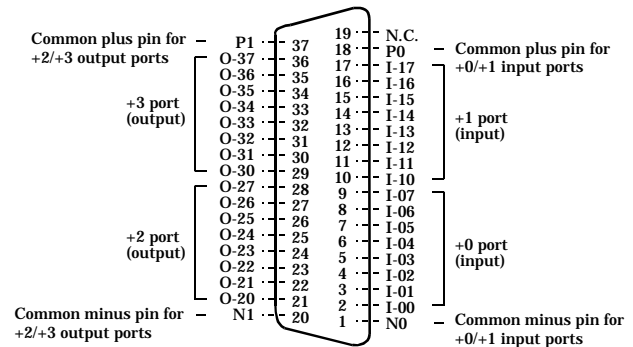 19 N.C.
Common plus pin for
+2/+3 output ports
P1 37
18 P0
Common plus pin for
+0/+1 input ports
O-37 36
17 I-17
O-36 35
16 I-16
O-35 34
15 I-15
+3 port
(output)
O-34 33
14 I-14
+1 port
(input)
O-33 32
13 I-13
O-32 31
12 I-12
O-31 30
11 I-11
O-30 29
10 I-10
O-27 28
9 I-07
O-26 27
8 I-06
O-25 26
7 I-05
+2 port
(output)
O-24 25
6 I-04
+0 port
(input)
O-23 24
5 I-03
O-22 23
4 I-02
O-21 22
3 I-01
O-20 21
2 I-00
Common minus pin for
+2/+3 output ports
N1 20
1 N0
Common minus pin for
+0/+1 input ports